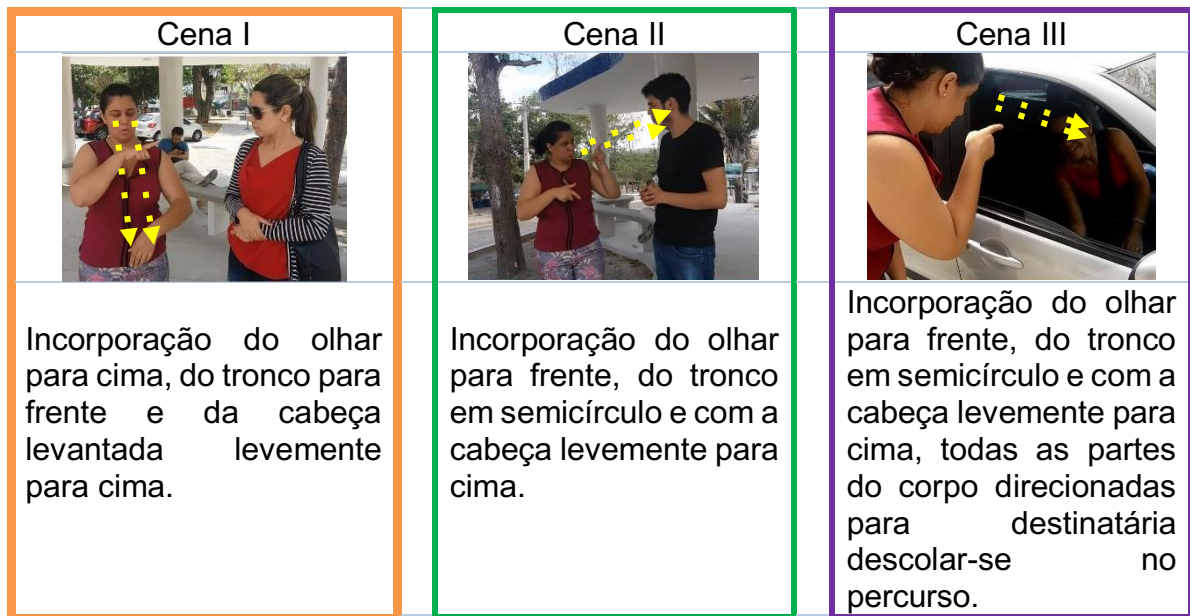 Cena I
Incorporação do olhar
para cima, do tronco para
frente e da cabeça
levantada levemente
para cima.
Cena II
Incorporação do olhar
para frente, do tronco
em semicírculo e com a
cabeça levemente para
cima.
Cena III
Incorporação do olhar
para frente, do tronco
em semicírculo e com a
cabeça levemente para
cima, todas as partes
do corpo direcionadas
para destinatária
descolar-se no
percurso.